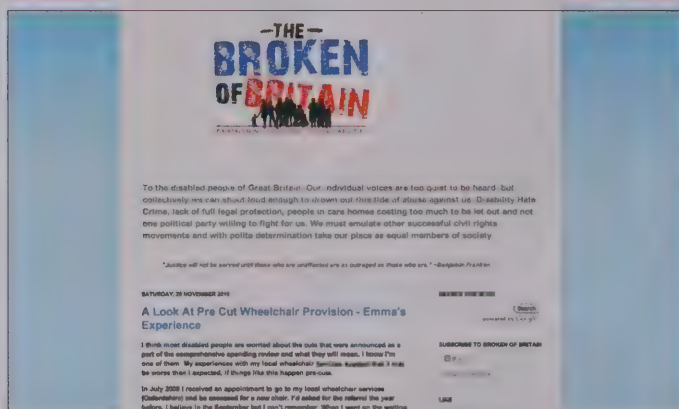 THE
BROKEN
OF BRITAIN
To the disabled people of Great Britain. Our individual voices are too quiet to be heard, but
collectively we can shout loud enough to drown out this tide of abuse against us. Disability Hate
Crime, lack of full legal protection, people in care homes costing too much to be let out and not
one political party willing to fight for us. We must emulate other successful civil rights
movements and with polite determination take our place as equal members of society
"Justice will not be served until those who are unaffected are as outraged as those who are." ~Benjamin Franklin
SATURDAY, 20 NOVEMBER 2010
Search
powered by
A Look At Pre Cut Wheelchair Provision - Emma's
Experience
SUBSCRIBE TO BROKEN OF BRITAIN
I think most disabled people are worried about the cuts that were announced as a
part of the comprehensive spending review and what they will mean. I know I'm
one of them. My experiences with my local wheelchair
be worse than I expected, if things like this happen pre-cuts.
In July 2008 I received an appointment to go to my local wheelchair services
(Oxfordshire) and be assessed for a new chair. I'd asked for the referral the year
before, I believe in the September but I can't remember. When I went on the waiting